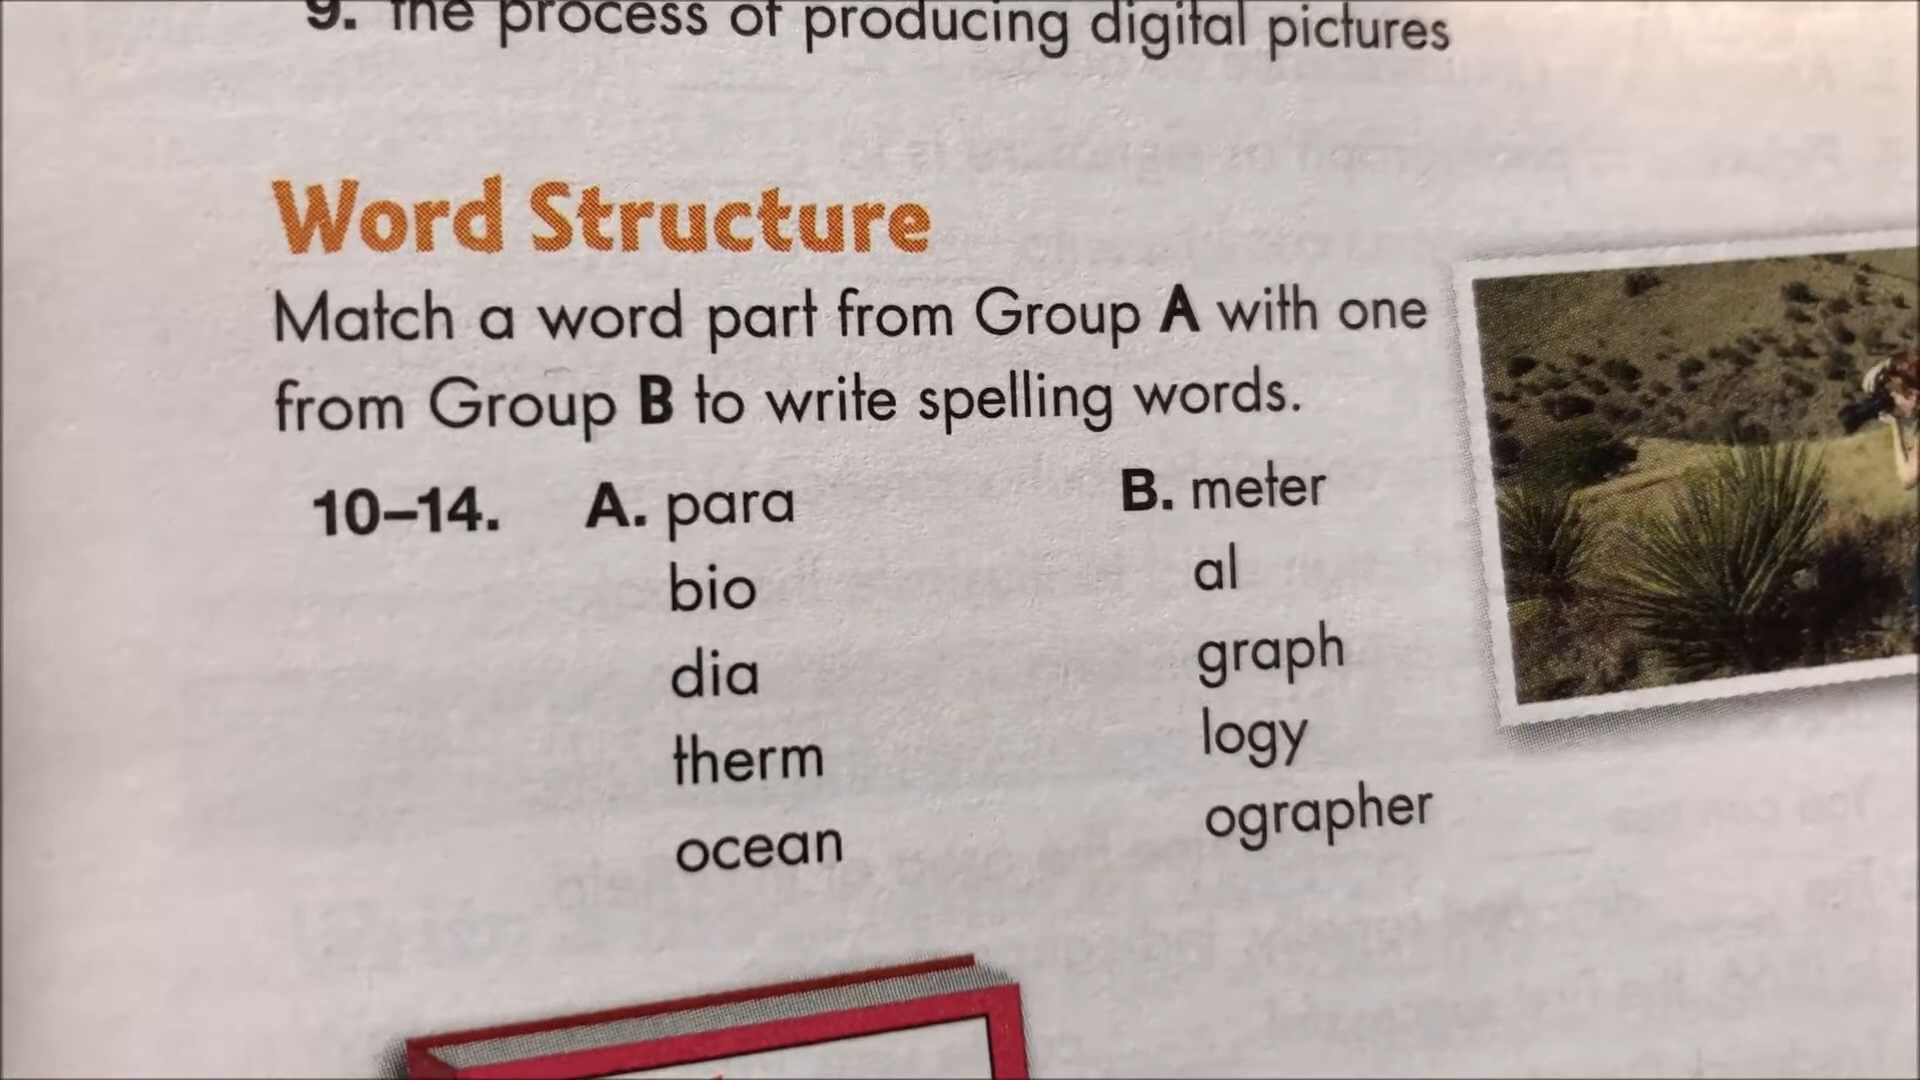 9. the process of producing digital pictures
Word Structure
Match a word part from Group A with one
from Group B to write spelling words.
10–14. A. para B. meter
bio al
dia graph
therm logy
ocean ographer